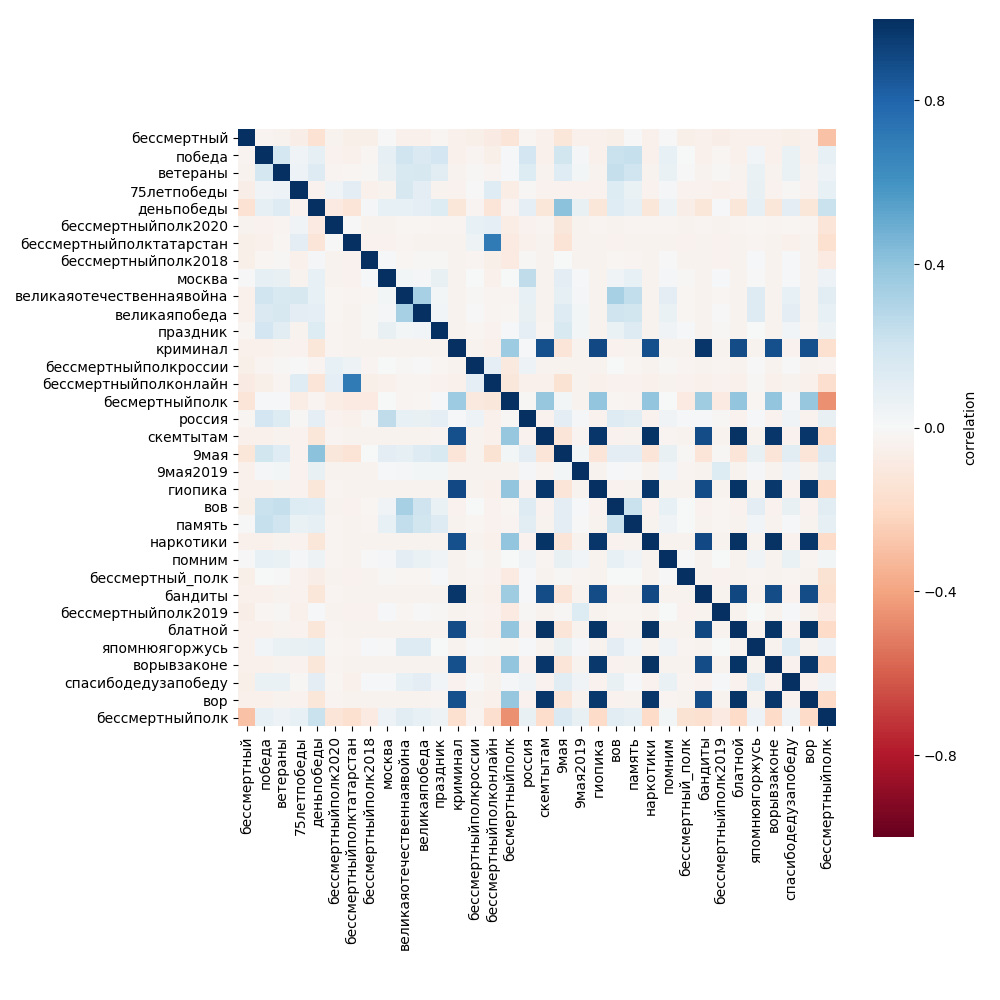 бессмертный
победа
ветераны
75летпобеды
деньпобеды
бессмертныйполк2020
бессмертныйполктатарстан
бессмертныйполк2018
москва
великаяотечественнаявойна
великаяпобеда
праздник
криминал
бессмертныйполкроссии
бессмертныйполконлайн
бесмертныйполк
россия
скемтытам
9мая
9мая2019
гиопика
вов
память
наркотики
помним
бессмертный_полк
бандиты
бессмертныйполк2019
блатной
япомнюягоржусь
ворывзаконе
спасибодедузапобеду
вор
бессмертныйполк
бессмертный
победа
ветераны
75летпобеды
деньпобеды
бессмертныйполк2020
бессмертныйполктатарстан
бессмертныйполк2018
москва
великаяотечественнаявойна
великаяпобеда
праздник
криминал
бессмертныйполкроссии
бессмертныйполконлайн
бесмертныйполк
россия
скемтытам
9мая
9мая2019
гиопика
вов
память
наркотики
помним
бессмертный_полк
бандиты
бессмертныйполк2019
блатной
япомнюягоржусь
ворывзаконе
спасибодедузапобеду
вор
бессмертныйполк
0.8
0.4
0.0
−0.4
−0.8
correlation